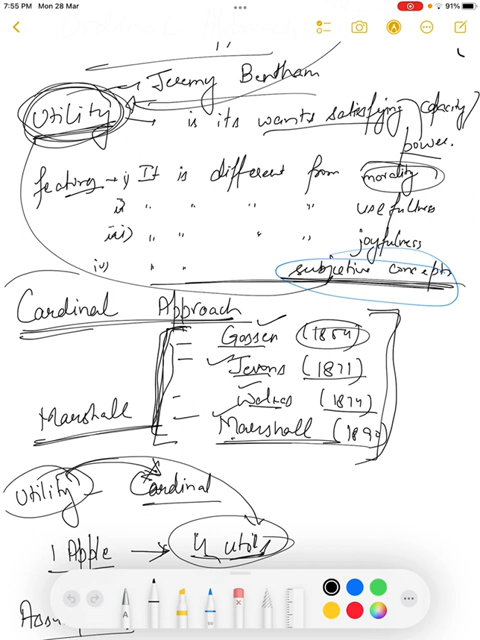 7:55 PM Mon 28 Mar 91%
Jeremy Bentham
Utility → is its wants satisfying capacity/
power.
feature → i) It is different from morality
ii) " " " " usefulness
iii) " " " " joyfulness
iv) " " subjective concepts
Cardinal Approach
Gossen (1854)
Jevons (1871)
Walras (1874)
Marshall Marshall (1890
Utility - Cardinal
1 Apple → 4 utils